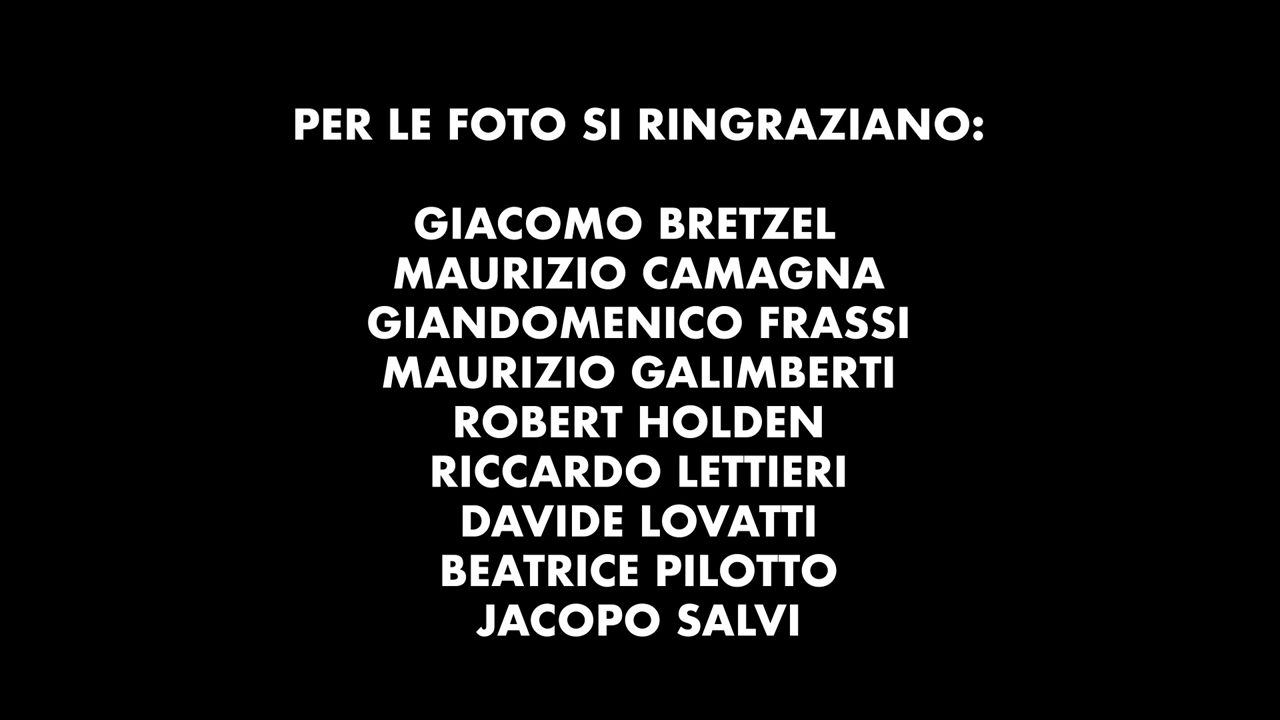 PER LE FOTO SI RINGRAZIANO:
GIACOMO BRETZEL
MAURIZIO CAMAGNA
GIANDOMENICO FRASSI
MAURIZIO GALIMBERTI
ROBERT HOLDEN
RICCARDO LETTIERI
DAVIDE LOVATTI
BEATRICE PILOTTO
JACOPO SALVI